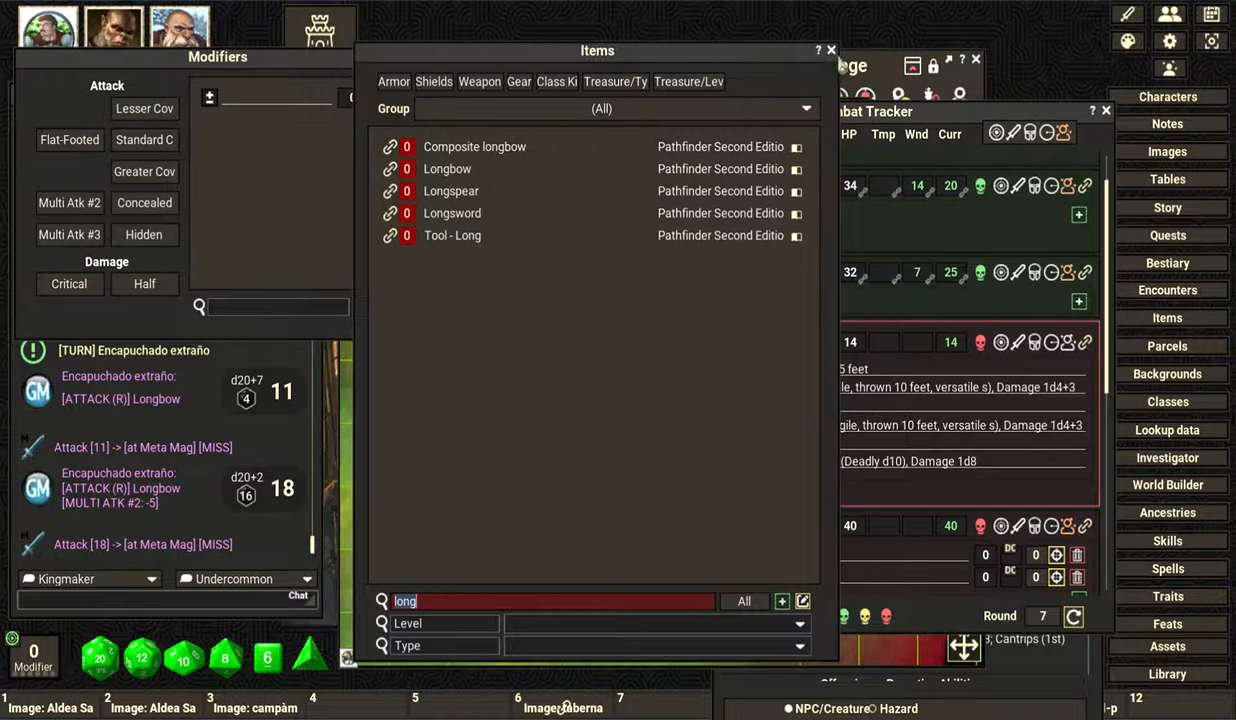 Modifiers
Attack
Lesser Cov
Flat-Footed
Standard C
Greater Cov
Multi Atk #2
Concealed
Multi Atk #3
Hidden
Damage
Critical
Half
[TURN] Encapuchado extraño
GM
Encapuchado extraño:
[ATTACK (R)] Longbow
d20+7
4
11
Attack [11] -> [at Meta Mag] [MISS]
GM
Encapuchado extraño:
[ATTACK (R)] Longbow
[MULTI ATK #2: -5]
d20+2
16
18
Attack [18] -> [at Meta Mag] [MISS]
Kingmaker
Undercommon
Chat
0
Modifier
20
12
10
8
6
Items
? ×
Armor Shields Weapon Gear Class Ki Treasure/Ty Treasure/Lev
Group
(All)
0 Composite longbow Pathfinder Second Editio
0 Longbow Pathfinder Second Editio
0 Longspear Pathfinder Second Editio
0 Longsword Pathfinder Second Editio
0 Tool - Long Pathfinder Second Editio
long
All
Level
Type
ege
? ×
bat Tracker
? ×
HP Tmp Wnd Curr
34 14 20
32 7 25
14 14
5 feet
ile, thrown 10 feet, versatile s), Damage 1d4+3
gile, thrown 10 feet, versatile s), Damage 1d4+3
(Deadly d10), Damage 1d8
40 40
0 DC 0
0 DC 0
Round 7
3; Cantrips (1st)
NPC/Creature
Hazard
Characters
Notes
Images
Tables
Story
Quests
Bestiary
Encounters
Items
Parcels
Backgrounds
Classes
Lookup data
Investigator
World Builder
Ancestries
Skills
Spells
Traits
Feats
Assets
Library
1 Image: Aldea Sa
2 Image: Aldea Sa
3 Image: campàm
4
5
6 Image: taberna
7
12